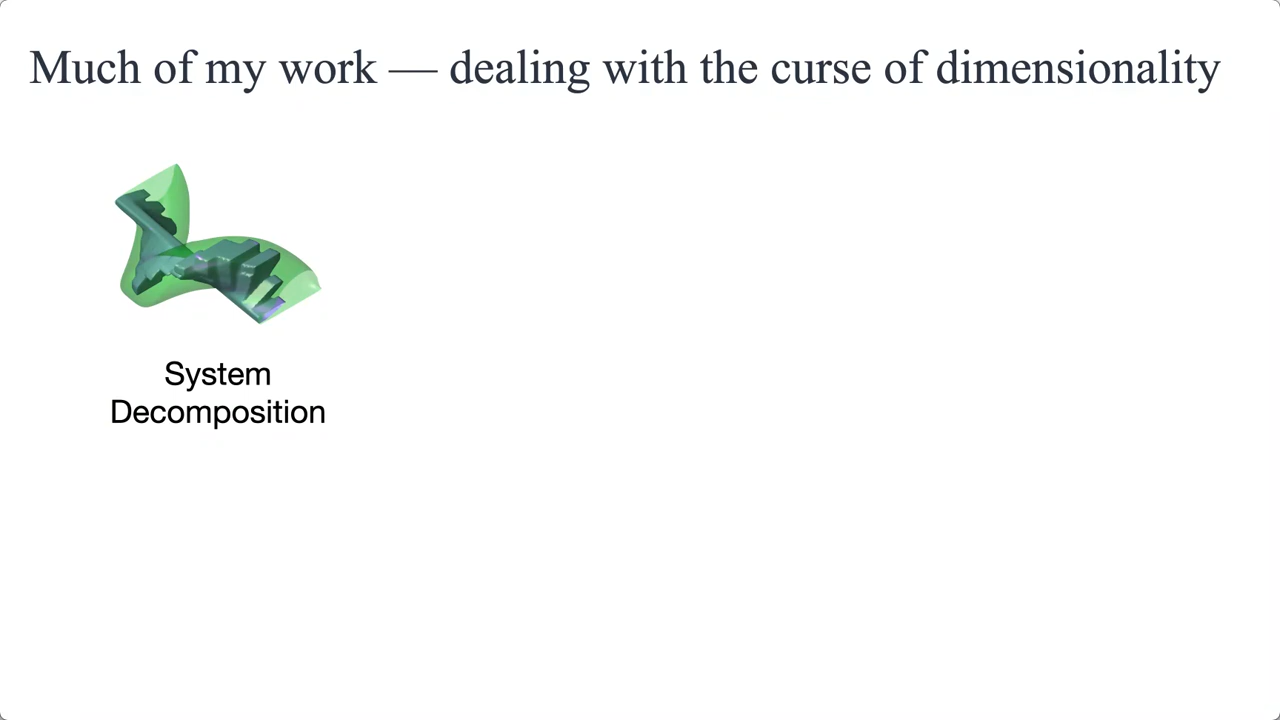 Much of my work — dealing with the curse of dimensionality
System
Decomposition